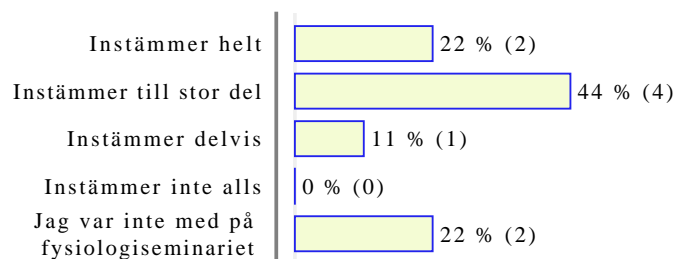 Instämmer helt 22 % (2)
Instämmer till stor del 44 % (4)
Instämmer delvis 11 % (1)
Instämmer inte alls 0 % (0)
Jag var inte med på
fysiologiseminariet 22 % (2)